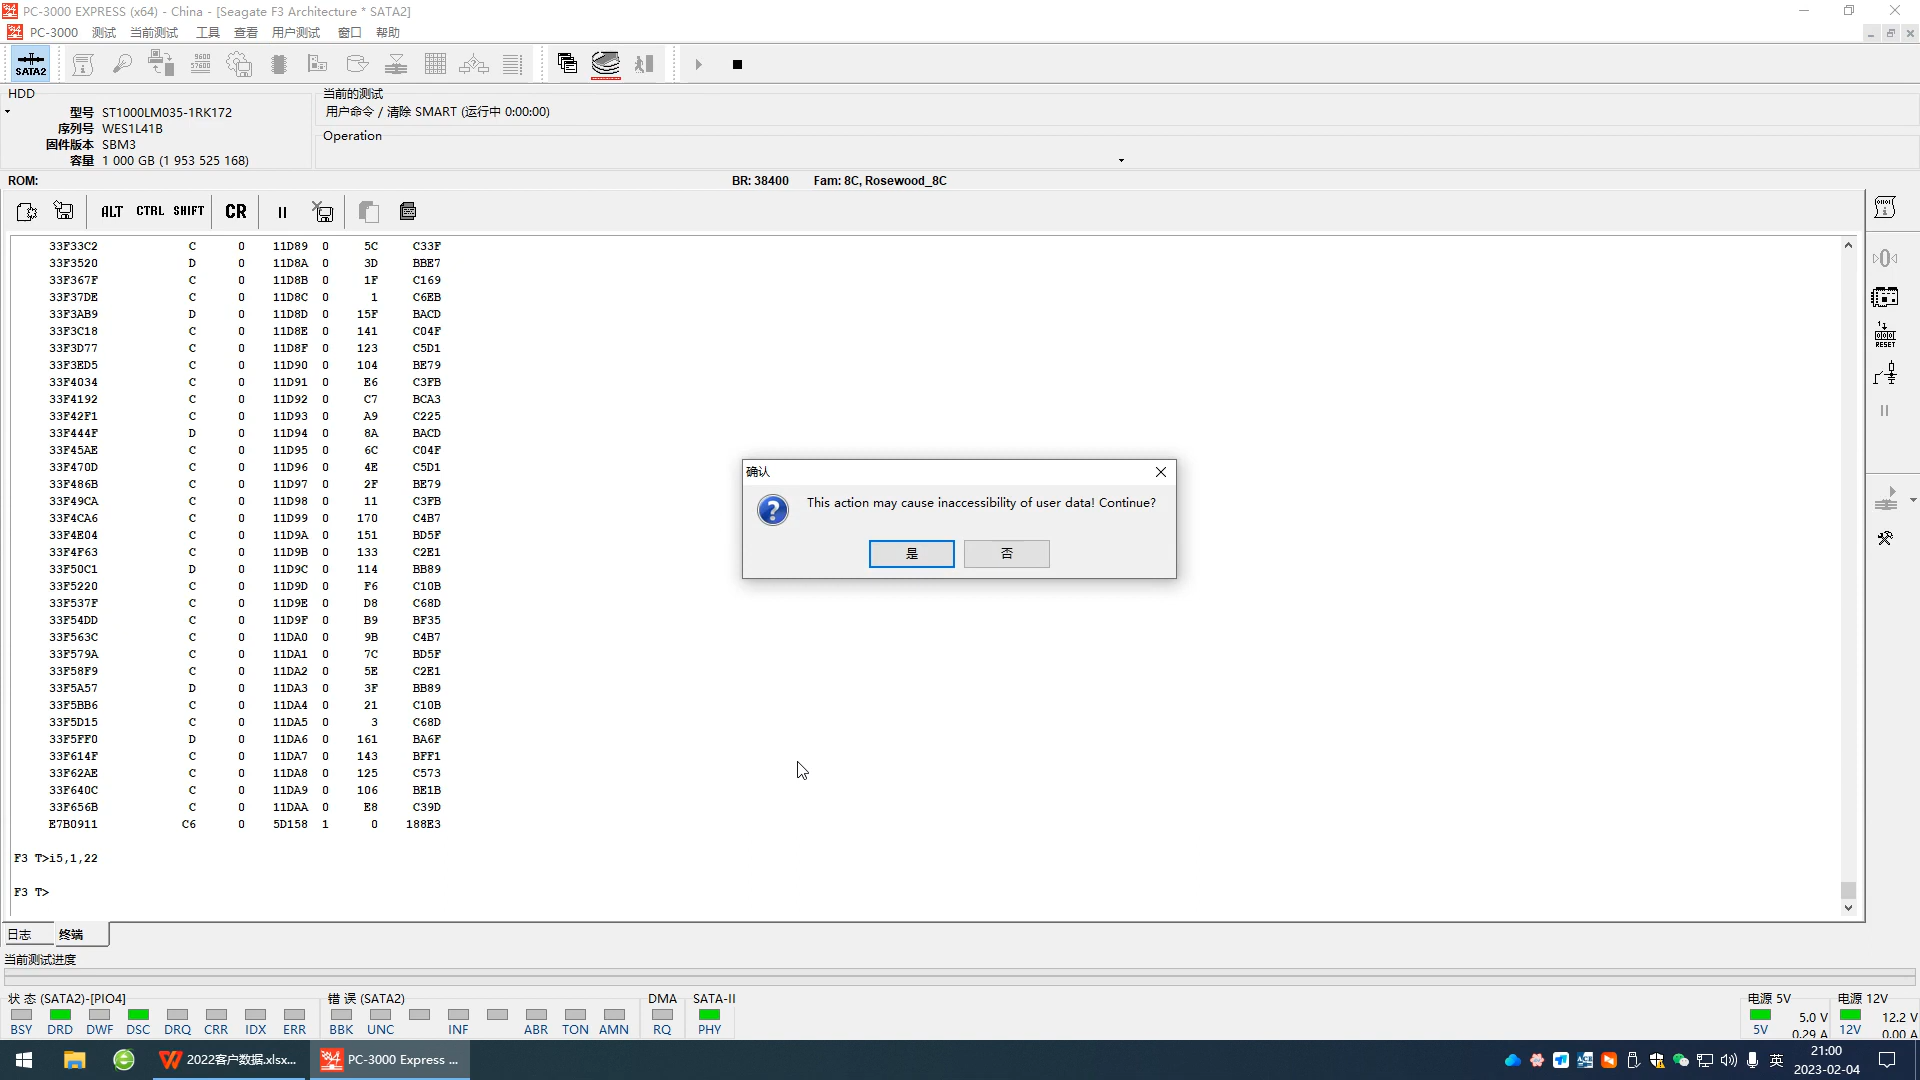 PC-3000 EXPRESS (x64) - China - [Seagate F3 Architecture * SATA2]
PC-3000 测试 当前测试 工具 查看 用户测试 窗口 帮助
SATA2
HDD
型号 ST1000LM035-1RK172
序列号 WES1L41B
固件版本 SBM3
容量 1 000 GB (1 953 525 168)
当前的测试
用户命令 / 清除 SMART (运行中 0:00:00)
Operation
ROM: BR: 38400 Fam: 8C, Rosewood_8C
ALT CTRL SHIFT CR
33F33C2 C 0 11D89 0 5C C33F
33F3520 D 0 11D8A 0 3D BBE7
33F367F C 0 11D8B 0 1F C169
33F37DE C 0 11D8C 0 1 C6EB
33F3AB9 D 0 11D8D 0 15F BACD
33F3C18 C 0 11D8E 0 141 C04F
33F3D77 C 0 11D8F 0 123 C5D1
33F3ED5 C 0 11D90 0 104 BE79
33F4034 C 0 11D91 0 E6 C3FB
33F4192 C 0 11D92 0 C7 BCA3
33F42F1 C 0 11D93 0 A9 C225
33F444F D 0 11D94 0 8A BACD
33F45AE C 0 11D95 0 6C C04F
33F470D C 0 11D96 0 4E C5D1
33F486B C 0 11D97 0 2F BE79
33F49CA C 0 11D98 0 11 C3FB
33F4CA6 C 0 11D99 0 170 C4B7
33F4E04 C 0 11D9A 0 151 BD5F
33F4F63 C 0 11D9B 0 133 C2E1
33F50C1 D 0 11D9C 0 114 BB89
33F5220 C 0 11D9D 0 F6 C10B
33F537F C 0 11D9E 0 D8 C68D
33F54DD C 0 11D9F 0 B9 BF35
33F563C C 0 11DA0 0 9B C4B7
33F579A C 0 11DA1 0 7C BD5F
33F58F9 C 0 11DA2 0 5E C2E1
33F5A57 D 0 11DA3 0 3F BB89
33F5BB6 C 0 11DA4 0 21 C10B
33F5D15 C 0 11DA5 0 3 C68D
33F5FF0 D 0 11DA6 0 161 BA6F
33F614F C 0 11DA7 0 143 BFF1
33F62AE C 0 11DA8 0 125 C573
33F640C C 0 11DA9 0 106 BE1B
33F656B C 0 11DAA 0 E8 C39D
E7B0911 C6 0 5D158 1 0 188E3
F3 T>i5,1,22
F3 T>
确认
This action may cause inaccessibility of user data! Continue?
是 否
RESET
日志 终端
当前测试进度
状 态 (SATA2)-[PIO4] 错 误 (SATA2) DMA SATA-II 电源 5V 电源 12V
5.0 V 12.2 V
BSY DRD DWF DSC DRQ CRR IDX ERR BBK UNC INF ABR TON AMN RQ PHY 5V 12V
0.29 A 0.00 A
2022客户数据.xlsx... PC-3000 Express ...
英
21:00
2023-02-04